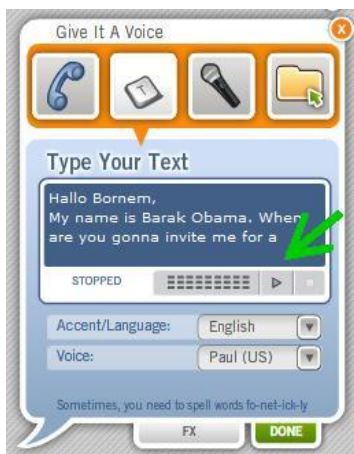 Give It A Voice
Type Your Text
Hallo Bornem,
My name is Barak Obama. When
are you gonna invite me for a
STOPPED
Accent/Language: English
Voice: Paul (US)
Sometimes, you need to spell words fo-net-ick-ly
FX DONE